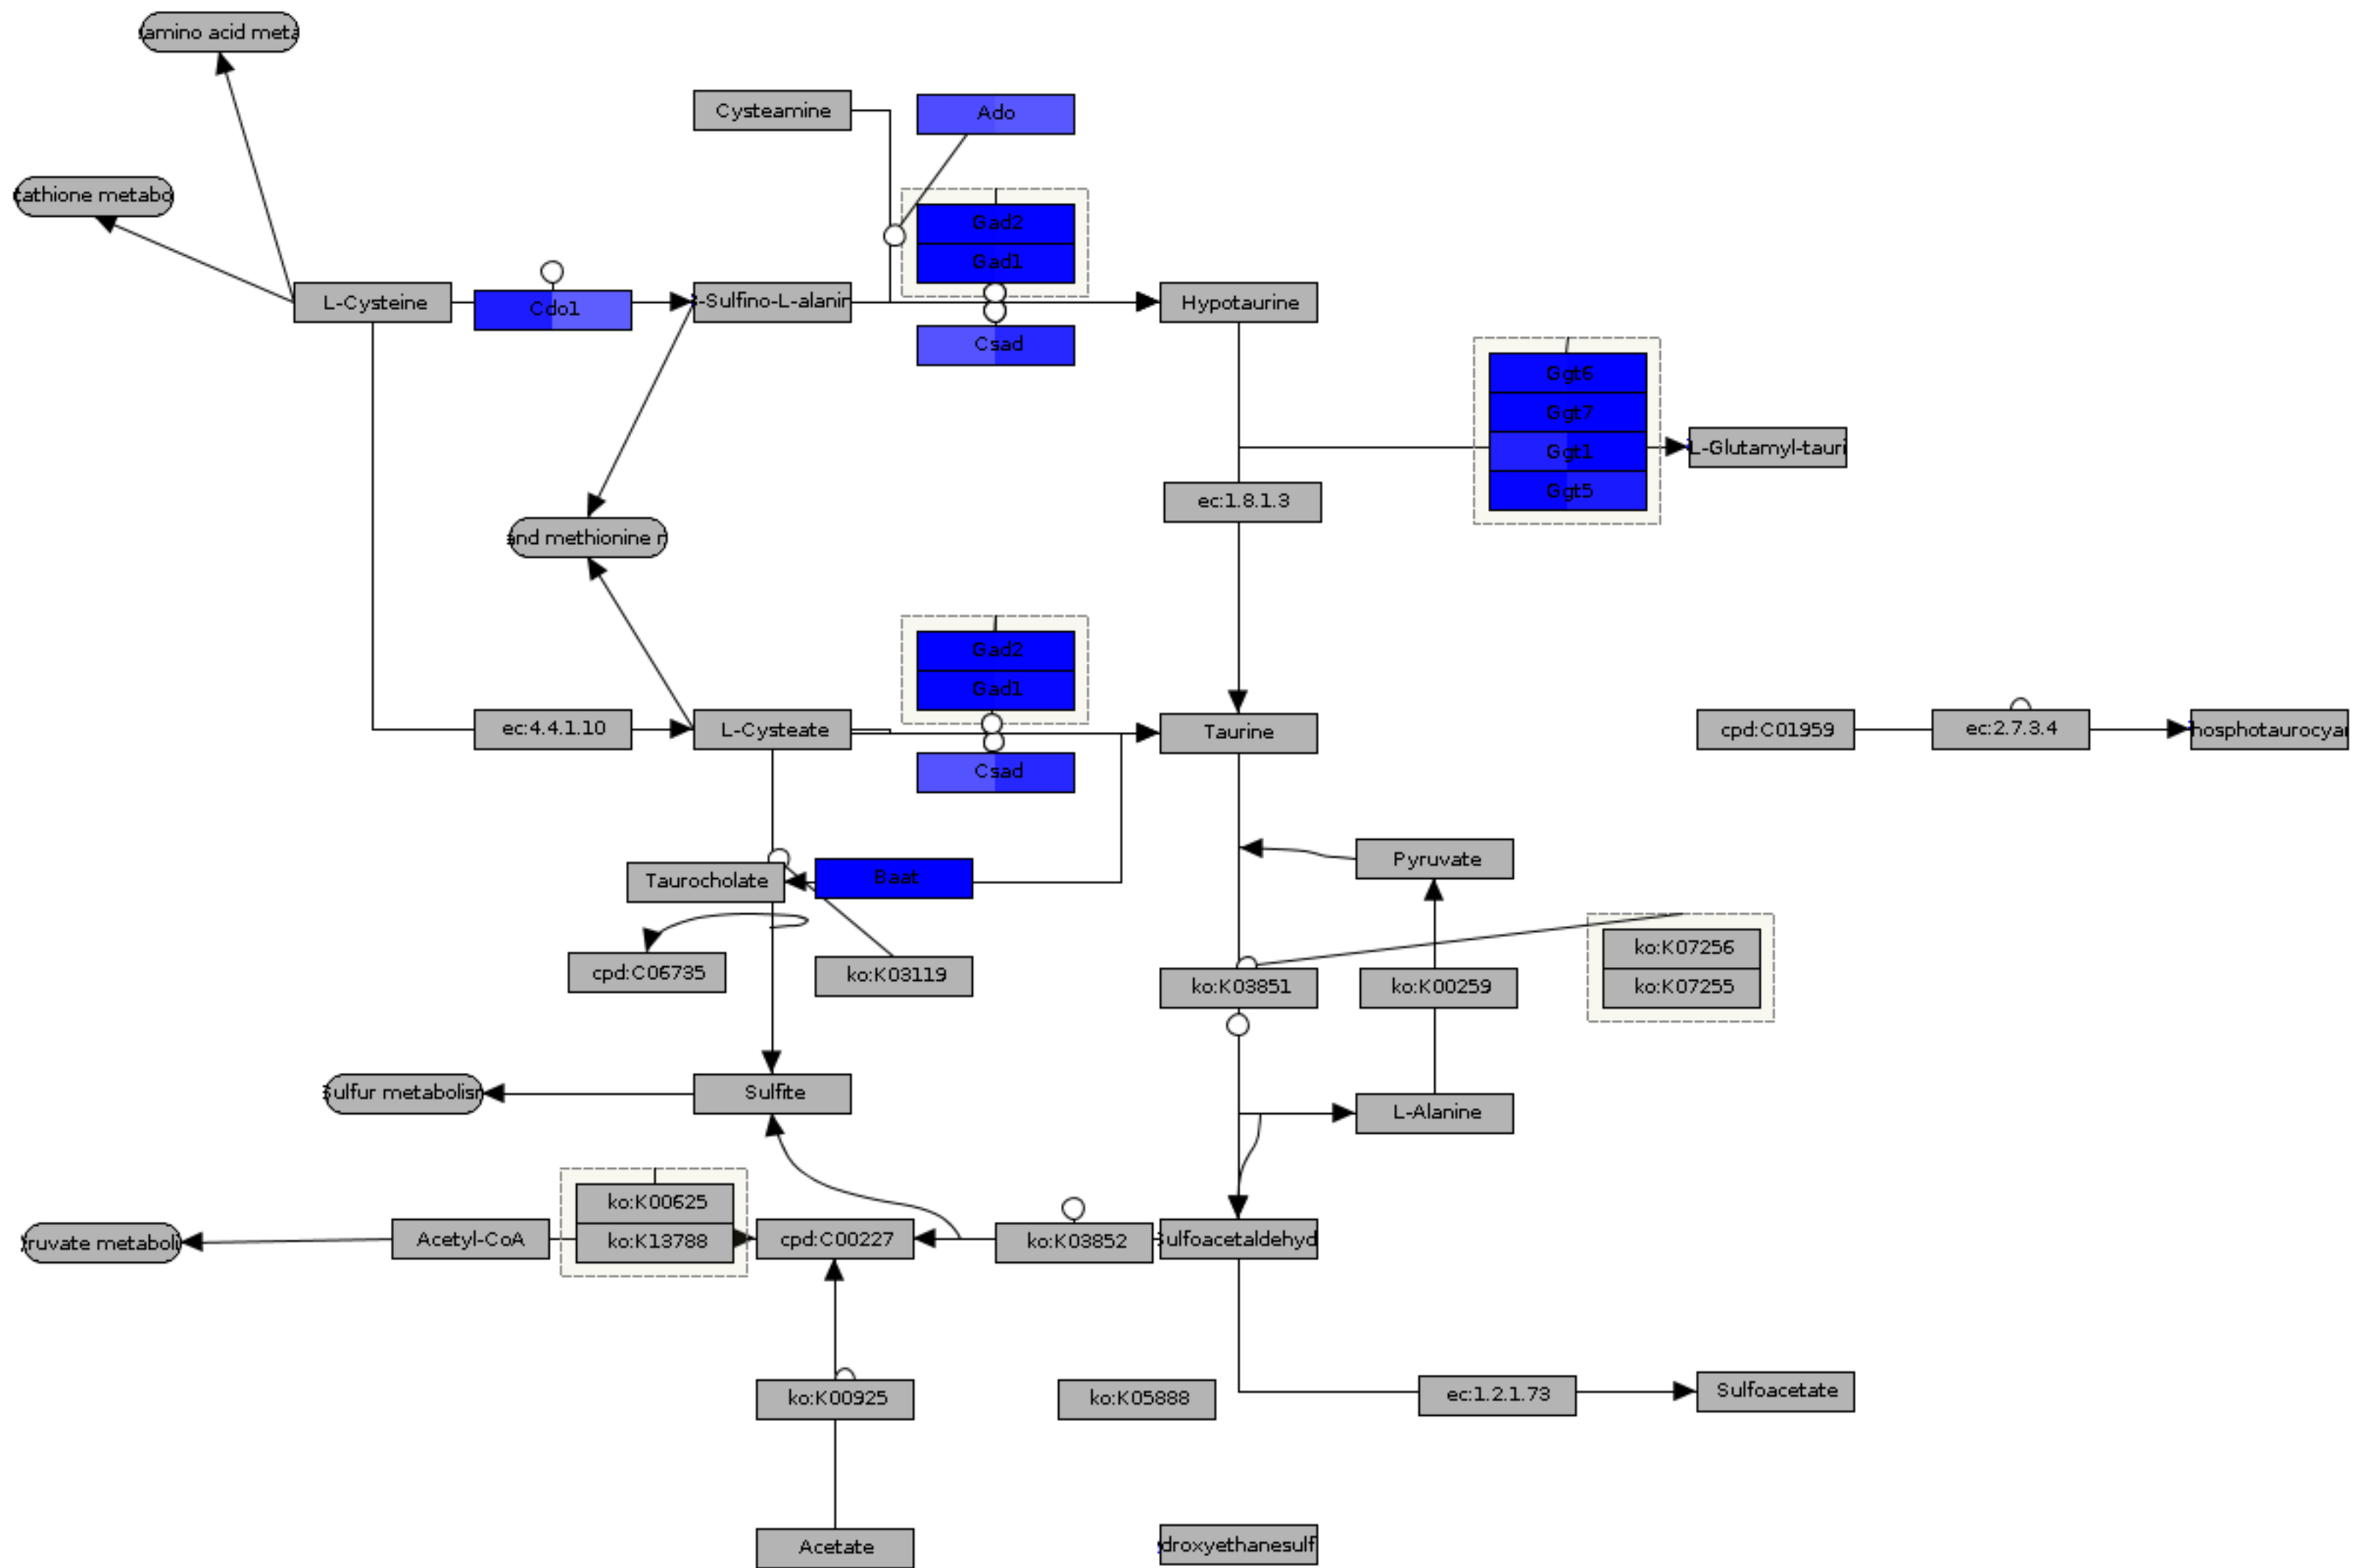 amino acid meta
Cysteamine
Ado
tathione metabo
Gad2
Gad1
L-Cysteine
Cdo1
-Sulfino-L-alanin
Hypotaurine
Csad
Ggt6
Ggt7
Ggt1
Ggt5
L-Glutamyl-tauri
ec:1.8.1.3
and methionine m
Gad2
Gad1
ec:4.4.1.10
L-Cysteate
Taurine
cpd:C01959
ec:2.7.3.4
hosphotaurocyar
Csad
Pyruvate
Taurocholate
Baat
cpd:C06735
ko:K03119
ko:K03851
ko:K00259
ko:K07256
ko:K07255
Sulfur metabolism
Sulfite
L-Alanine
ko:K00625
ko:K13788
ruvate metaboli
Acetyl-CoA
cpd:C00227
ko:K03852
ulfoacetaldehyd
ko:K00925
ko:K05888
ec:1.2.1.73
Sulfoacetate
Acetate
droxyethanesulf